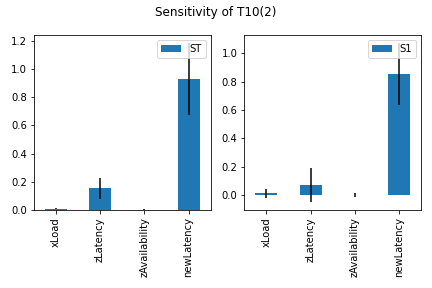 Sensitivity of T10(2)
ST
1.2
1.0
0.8
0.6
0.4
0.2
0.0
xLoad
zLatency
zAvailability
newLatency
S1
1.0
0.8
0.6
0.4
0.2
0.0
xLoad
zLatency
zAvailability
newLatency